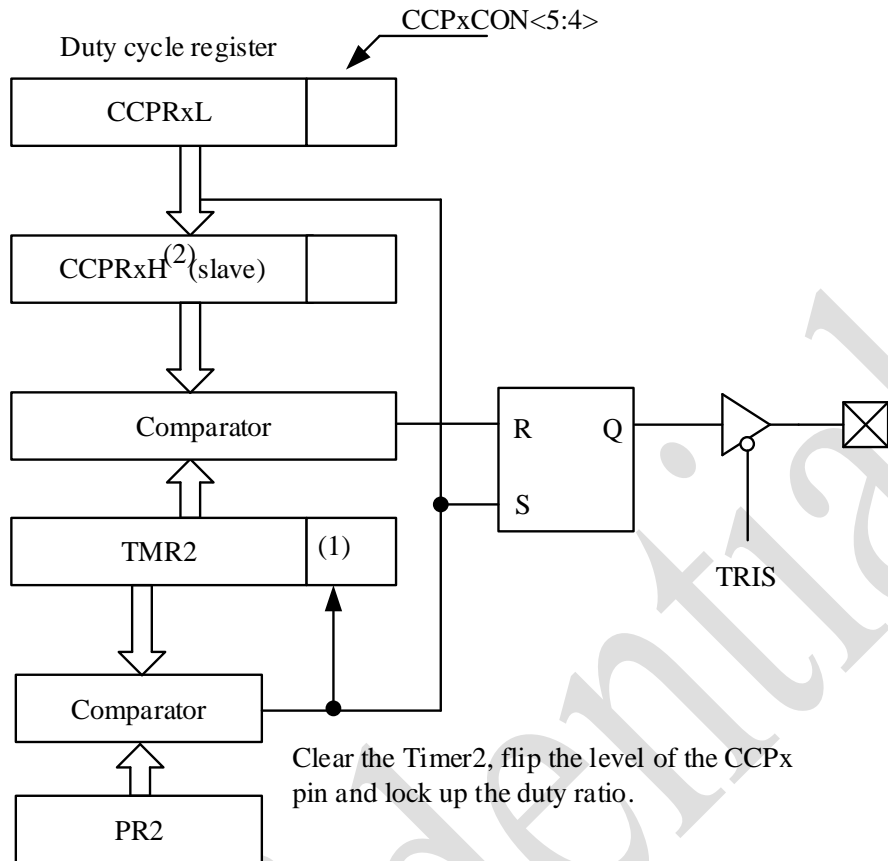 CCPxCON<5:4>
Duty cycle register
CCPRxL
CCPRxH(2)(slave)
Comparator
R Q
S
TMR2 (1)
TRIS
Comparator
Clear the Timer2, flip the level of the CCPx
pin and lock up the duty ratio.
PR2